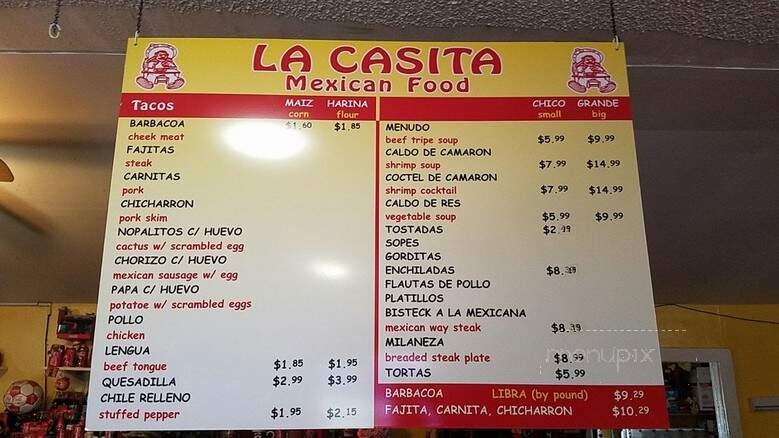 LA CASITA
Mexican Food
Tacos MAIZ HARINA
corn flour
BARBACOA $1.60 $1.85
cheek meat
FAJITAS
steak
CARNITAS
pork
CHICHARRON
pork skim
NOPALITOS C/ HUEVO
cactus w/ scrambled egg
CHORIZO C/ HUEVO
mexican sausage w/ egg
PAPA C/ HUEVO
potatoe w/ scrambled eggs
POLLO
chicken
LENGUA
beef tongue $1.85 $1.95
QUESADILLA $2.99 $3.99
CHILE RELLENO
stuffed pepper $1.95 $2.15
CHICO GRANDE
small big
MENUDO
beef tripe soup $5.99 $9.99
CALDO DE CAMARON
shrimp soup $7.99 $14.99
COCTEL DE CAMARON
shrimp cocktail $7.99 $14.99
CALDO DE RES
vegetable soup $5.99 $9.99
TOSTADAS
SOPES
GORDITAS
ENCHILADAS
FLAUTAS DE POLLO
PLATILLOS
BISTECK A LA MEXICANA
mexican way steak
MILANEZA
breaded steak plate $8.99
TORTAS $5.99
BARBACOA LIBRA (by pound) $9.29
FAJITA, CARNITA, CHICHARRON $10.29
menupix